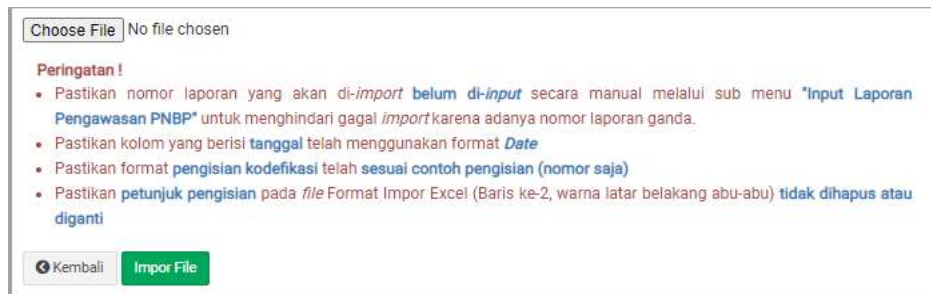 Choose File No file chosen
Peringatan !
• Pastikan nomor laporan yang akan di-import belum di-input secara manual melalui sub menu "Input Laporan
Pengawasan PNBP" untuk menghindari gagal import karena adanya nomor laporan ganda.
• Pastikan kolom yang berisi tanggal telah menggunakan format Date
• Pastikan format pengisian kodefikasi telah sesuai contoh pengisian (nomor saja)
• Pastikan petunjuk pengisian pada file Format Impor Excel (Baris ke-2, warna latar belakang abu-abu) tidak dihapus atau
diganti
Kembali Impor File